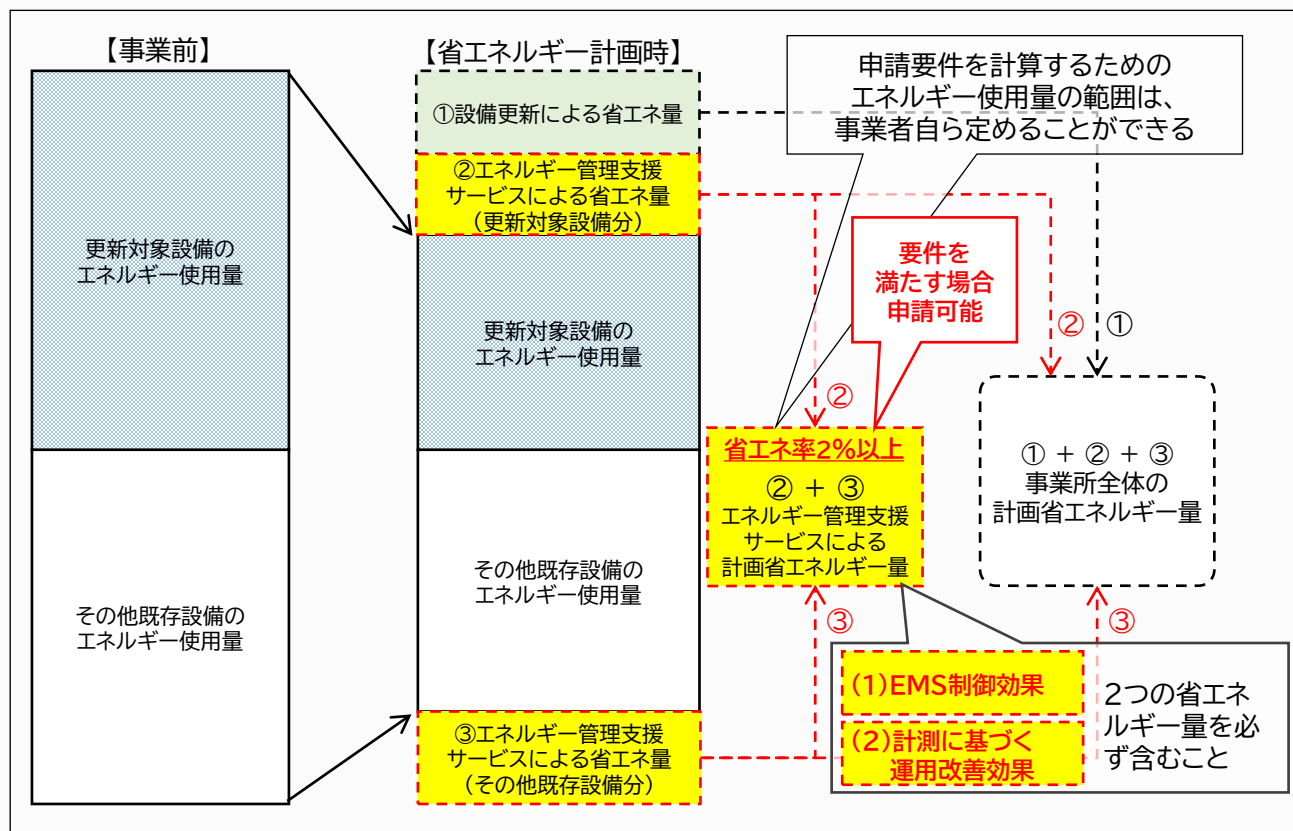 【事業前】
更新対象設備の
エネルギー使用量
その他既存設備の
エネルギー使用量
【省エネルギー計画時】
①設備更新による省エネ量
②エネルギー管理支援
サービスによる省エネ量
（更新対象設備分）
更新対象設備の
エネルギー使用量
その他既存設備の
エネルギー使用量
③エネルギー管理支援
サービスによる省エネ量
（その他既存設備分）
申請要件を計算するための
エネルギー使用量の範囲は、
事業者自ら定めることができる
要件を
満たす場合
申請可能
②
①
②
省エネ率2％以上
② ＋ ③
エネルギー管理支援
サービスによる
計画省エネルギー量
① ＋ ② ＋ ③
事業所全体の
計画省エネルギー量
③
③
(1)EMS制御効果
(2)計測に基づく
運用改善効果
2つの省エネ
ルギー量を必
ず含むこと